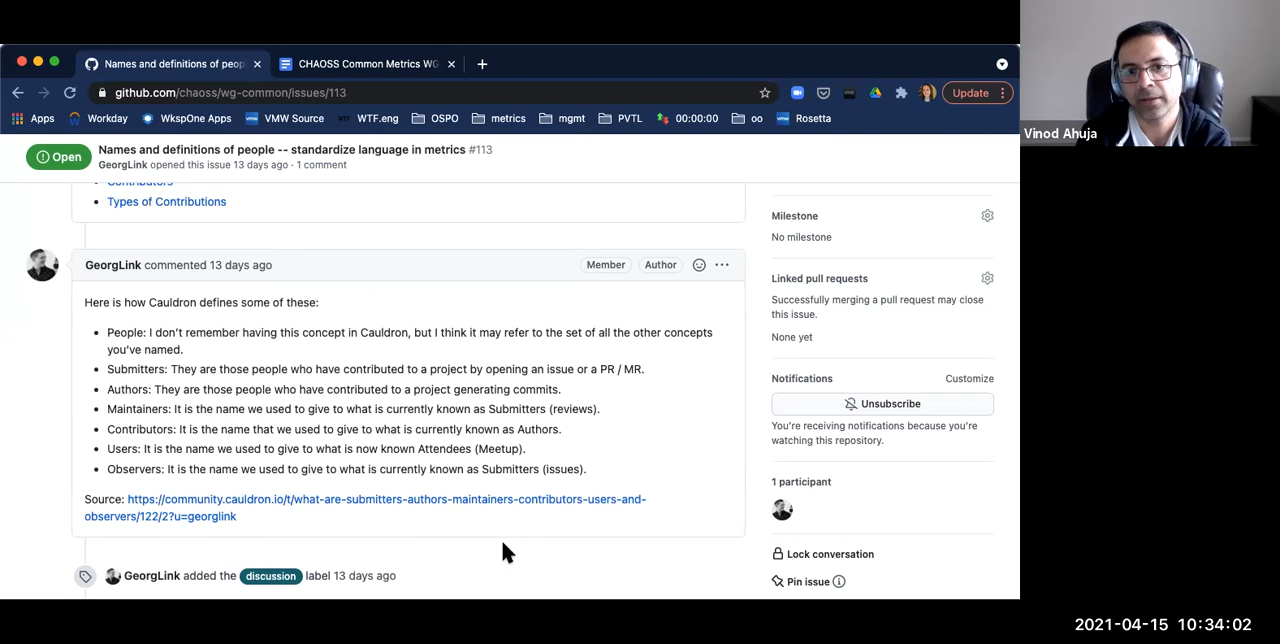 Names and definitions of peop
CHAOSS Common Metrics WG
github.com/chaoss/wg-common/issues/113
Update
Apps
Workday
WkspOne Apps
VMW Source
WTF.eng
OSPO
metrics
mgmt
PVTL
00:00:00
oo
Rosetta
Vinod Ahuja
Open
Names and definitions of people -- standardize language in metrics #113
GeorgLink opened this issue 13 days ago · 1 comment
Contributors
Types of Contributions
GeorgLink commented 13 days ago
Member
Author
Here is how Cauldron defines some of these:
People: I don't remember having this concept in Cauldron, but I think it may refer to the set of all the other concepts
you've named.
Submitters: They are those people who have contributed to a project by opening an issue or a PR / MR.
Authors: They are those people who have contributed to a project generating commits.
Maintainers: It is the name we used to give to what is currently known as Submitters (reviews).
Contributors: It is the name that we used to give to what is currently known as Authors.
Users: It is the name we used to give to what is now known Attendees (Meetup).
Observers: It is the name we used to give to what is currently known as Submitters (issues).
Source: https://community.cauldron.io/t/what-are-submitters-authors-maintainers-contributors-users-and-
observers/122/2?u=georglink
GeorgLink added the discussion label 13 days ago
Milestone
No milestone
Linked pull requests
Successfully merging a pull request may close
this issue.
None yet
Notifications
Customize
Unsubscribe
You're receiving notifications because you're
watching this repository.
1 participant
Lock conversation
Pin issue
2021-04-15 10:34:02